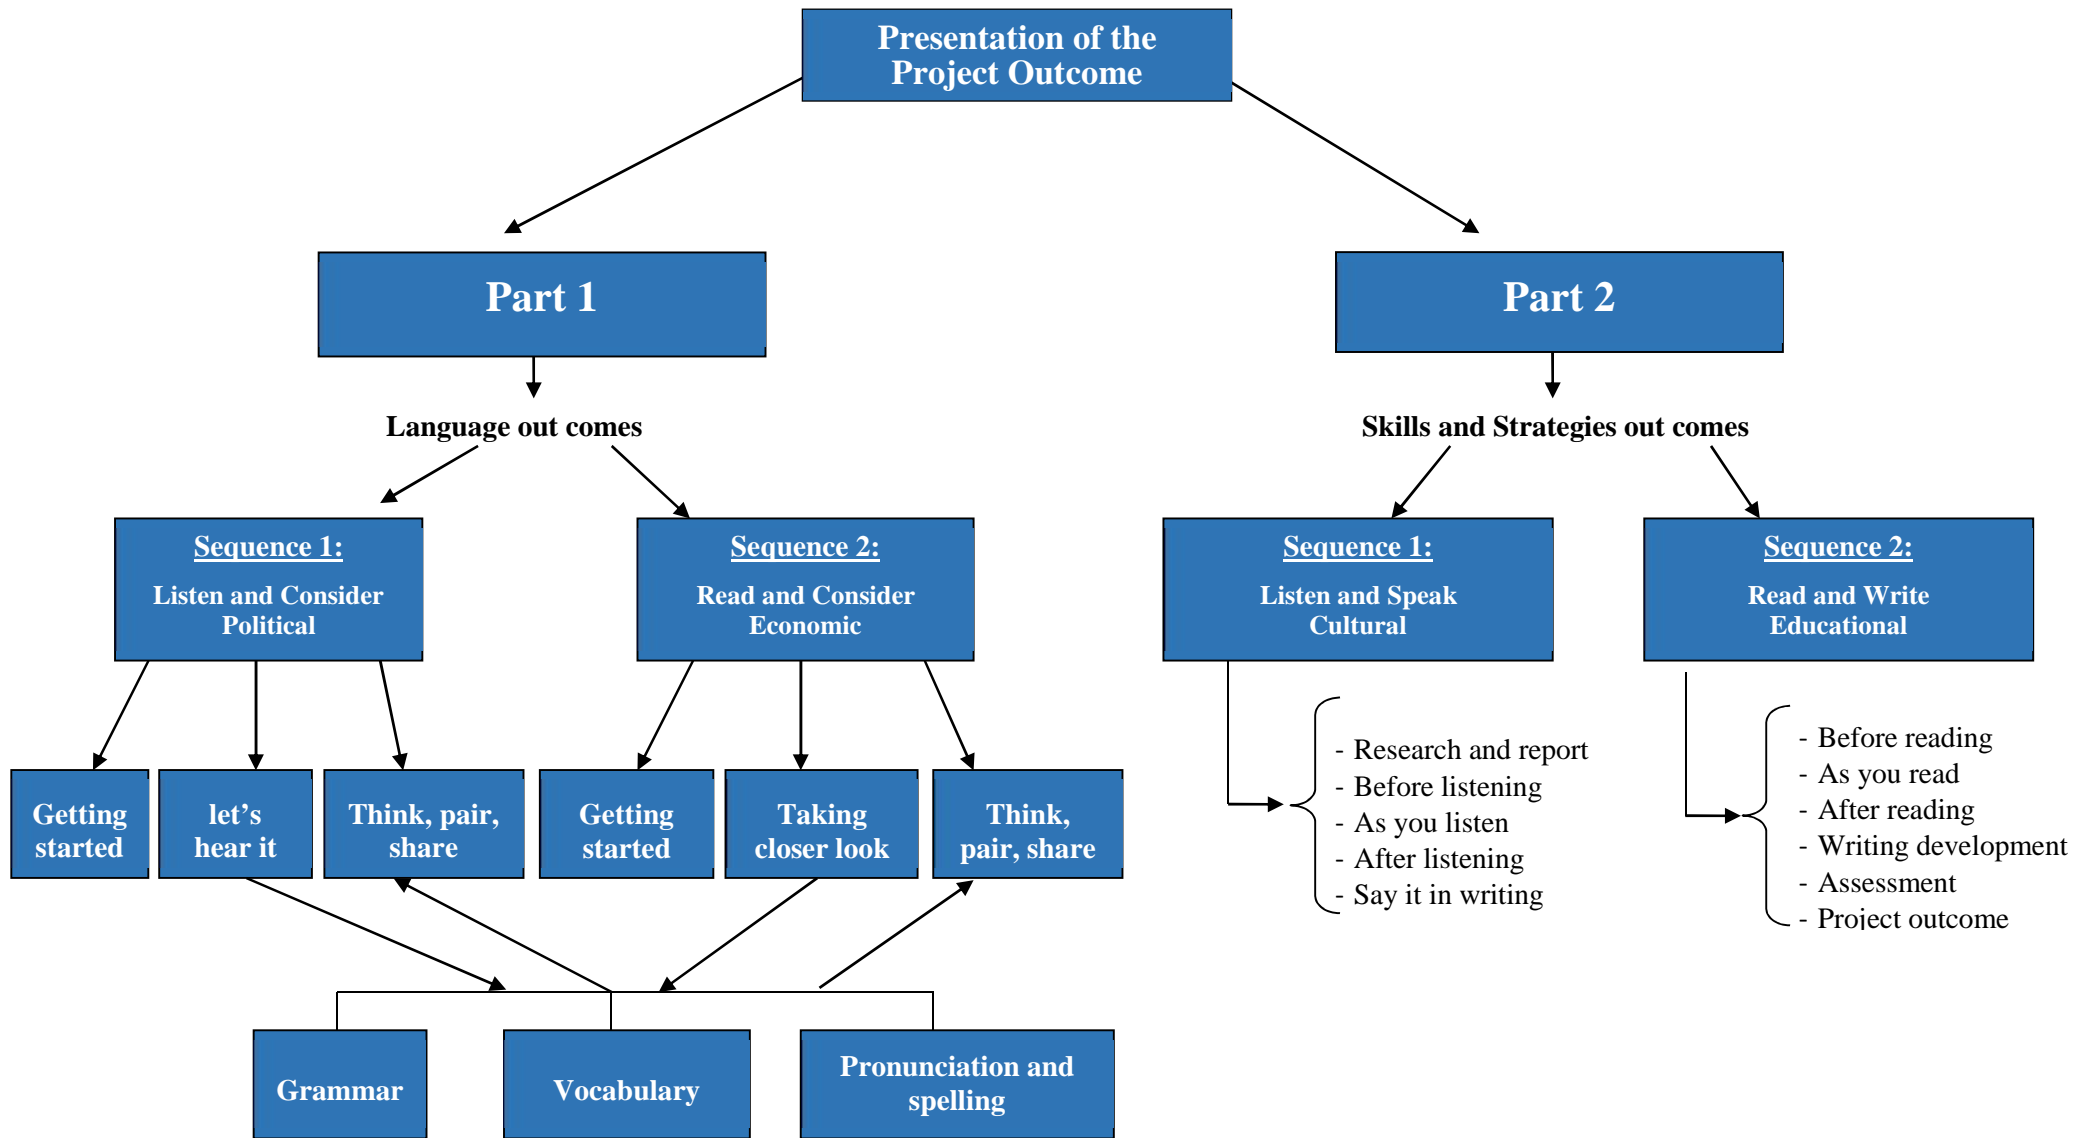 Presentation of the
Project Outcome
Part 1
Part 2
Language out comes
Skills and Strategies out comes
Sequence 1:
Listen and Consider
Political
Sequence 2:
Read and Consider
Economic
Sequence 1:
Listen and Speak
Cultural
Sequence 2:
Read and Write
Educational
Getting
started
let’s
hear it
Think, pair,
share
Getting
started
Taking
closer look
Think,
pair, share
- Research and report
- Before listening
- As you listen
- After listening
- Say it in writing
- Before reading
- As you read
- After reading
- Writing development
- Assessment
- Project outcome
Grammar
Vocabulary
Pronunciation and
spelling